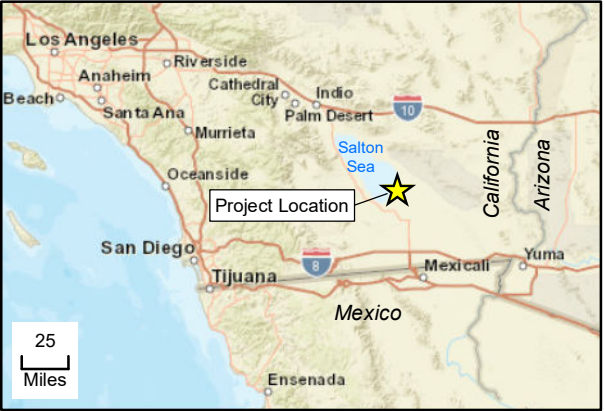 Los Angeles
Riverside
Anaheim
Cathedral
City
Indio
Beach
Santa Ana
Palm Desert
10
Murrieta
Salton
Sea
California
Arizona
Oceanside
Project Location
San Diego
8
Yuma
Tijuana
Mexicali
Mexico
25
Miles
Ensenada